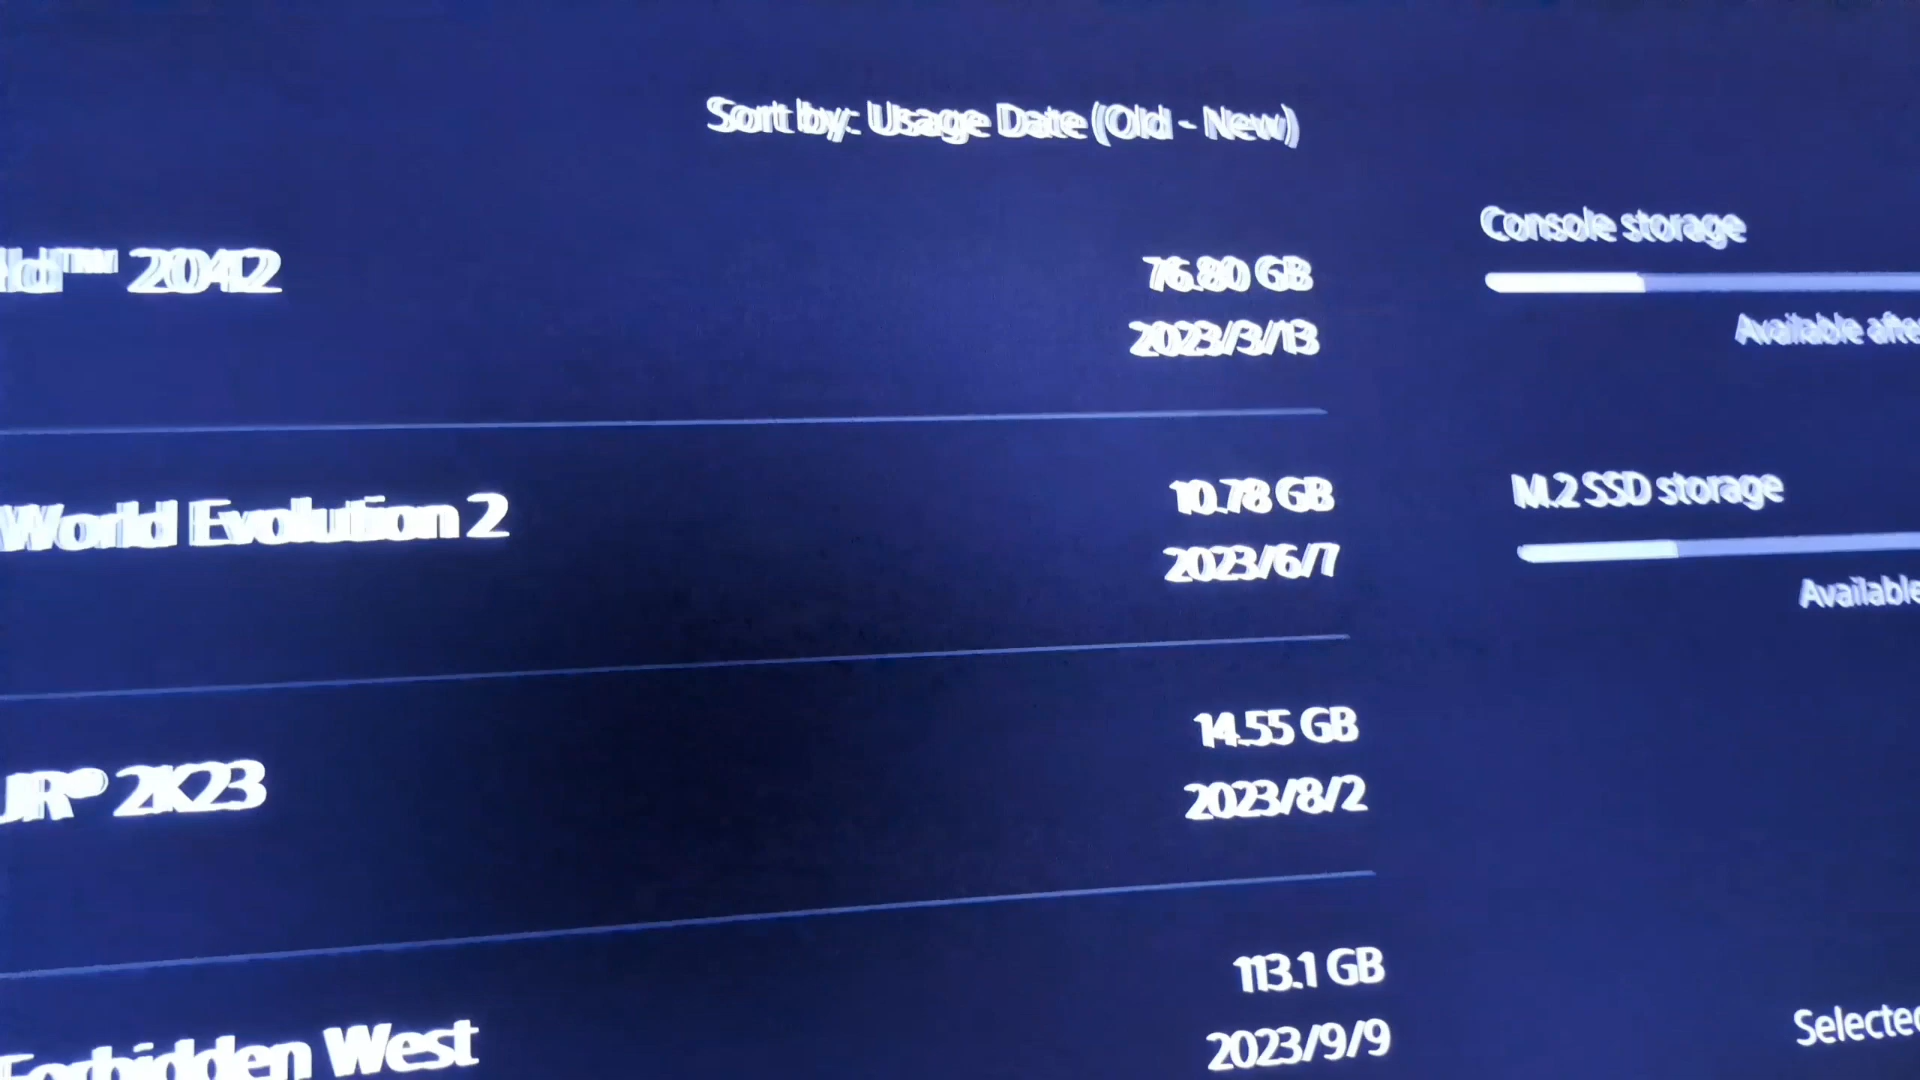 Sort by: Usage Date (Old - New)
2042
76.80 GB
2023/3/13
World Evolution 2
10.78 GB
2023/6/7
2K23
14.55 GB
2023/8/2
Forbidden West
113.1 GB
2023/9/9
Console storage
Available
M.2 SSD storage
Available